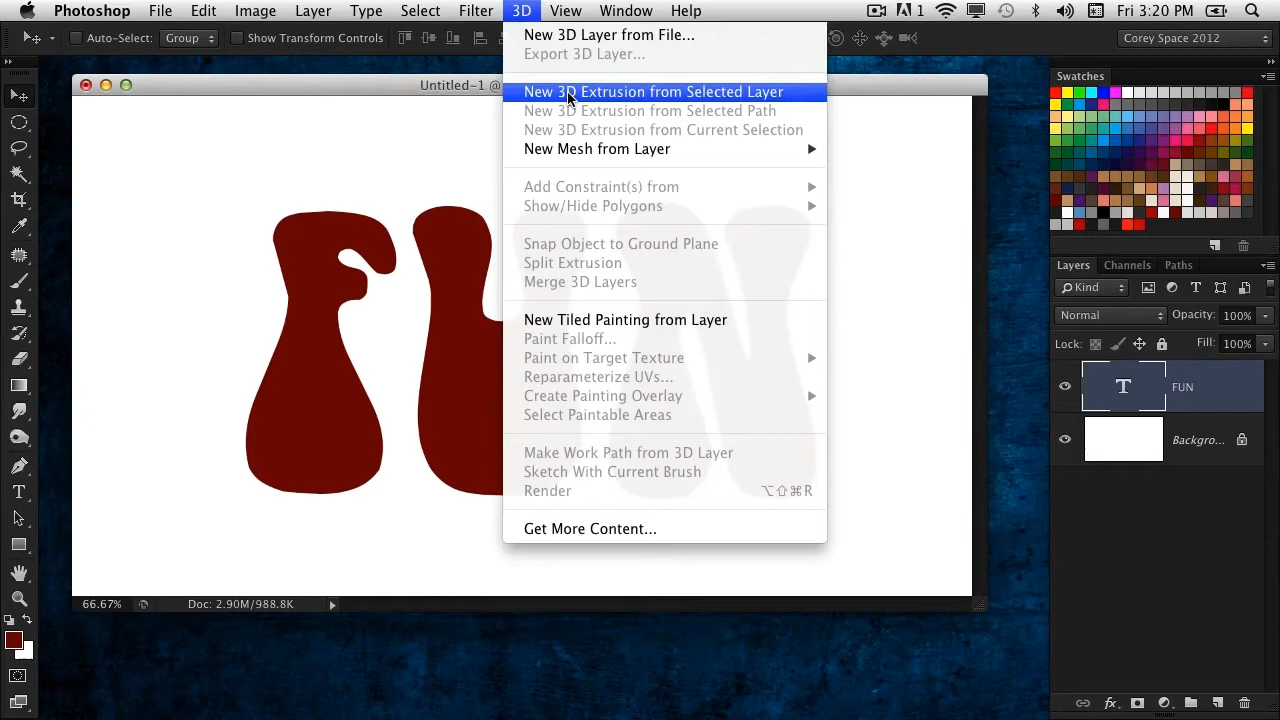 Photoshop File Edit Image Layer Type Select Filter 3D View Window Help 1 Fri 3:20 PM
Auto-Select: Group Show Transform Controls Corey Space 2012
Untitled-1 @
New 3D Layer from File...
Export 3D Layer...
New 3D Extrusion from Selected Layer
New 3D Extrusion from Selected Path
New 3D Extrusion from Current Selection
New Mesh from Layer
Add Constraint(s) from
Show/Hide Polygons
Snap Object to Ground Plane
Split Extrusion
Merge 3D Layers
New Tiled Painting from Layer
Paint Falloff...
Paint on Target Texture
Reparameterize UVs...
Create Painting Overlay
Select Paintable Areas
Make Work Path from 3D Layer
Sketch With Current Brush
Render ⌥⇧⌘R
Get More Content...
FUN
66.67% Doc: 2.90M/988.8K
Swatches
Layers Channels Paths
Kind
Normal Opacity: 100%
Lock: Fill: 100%
T FUN
Backgro...